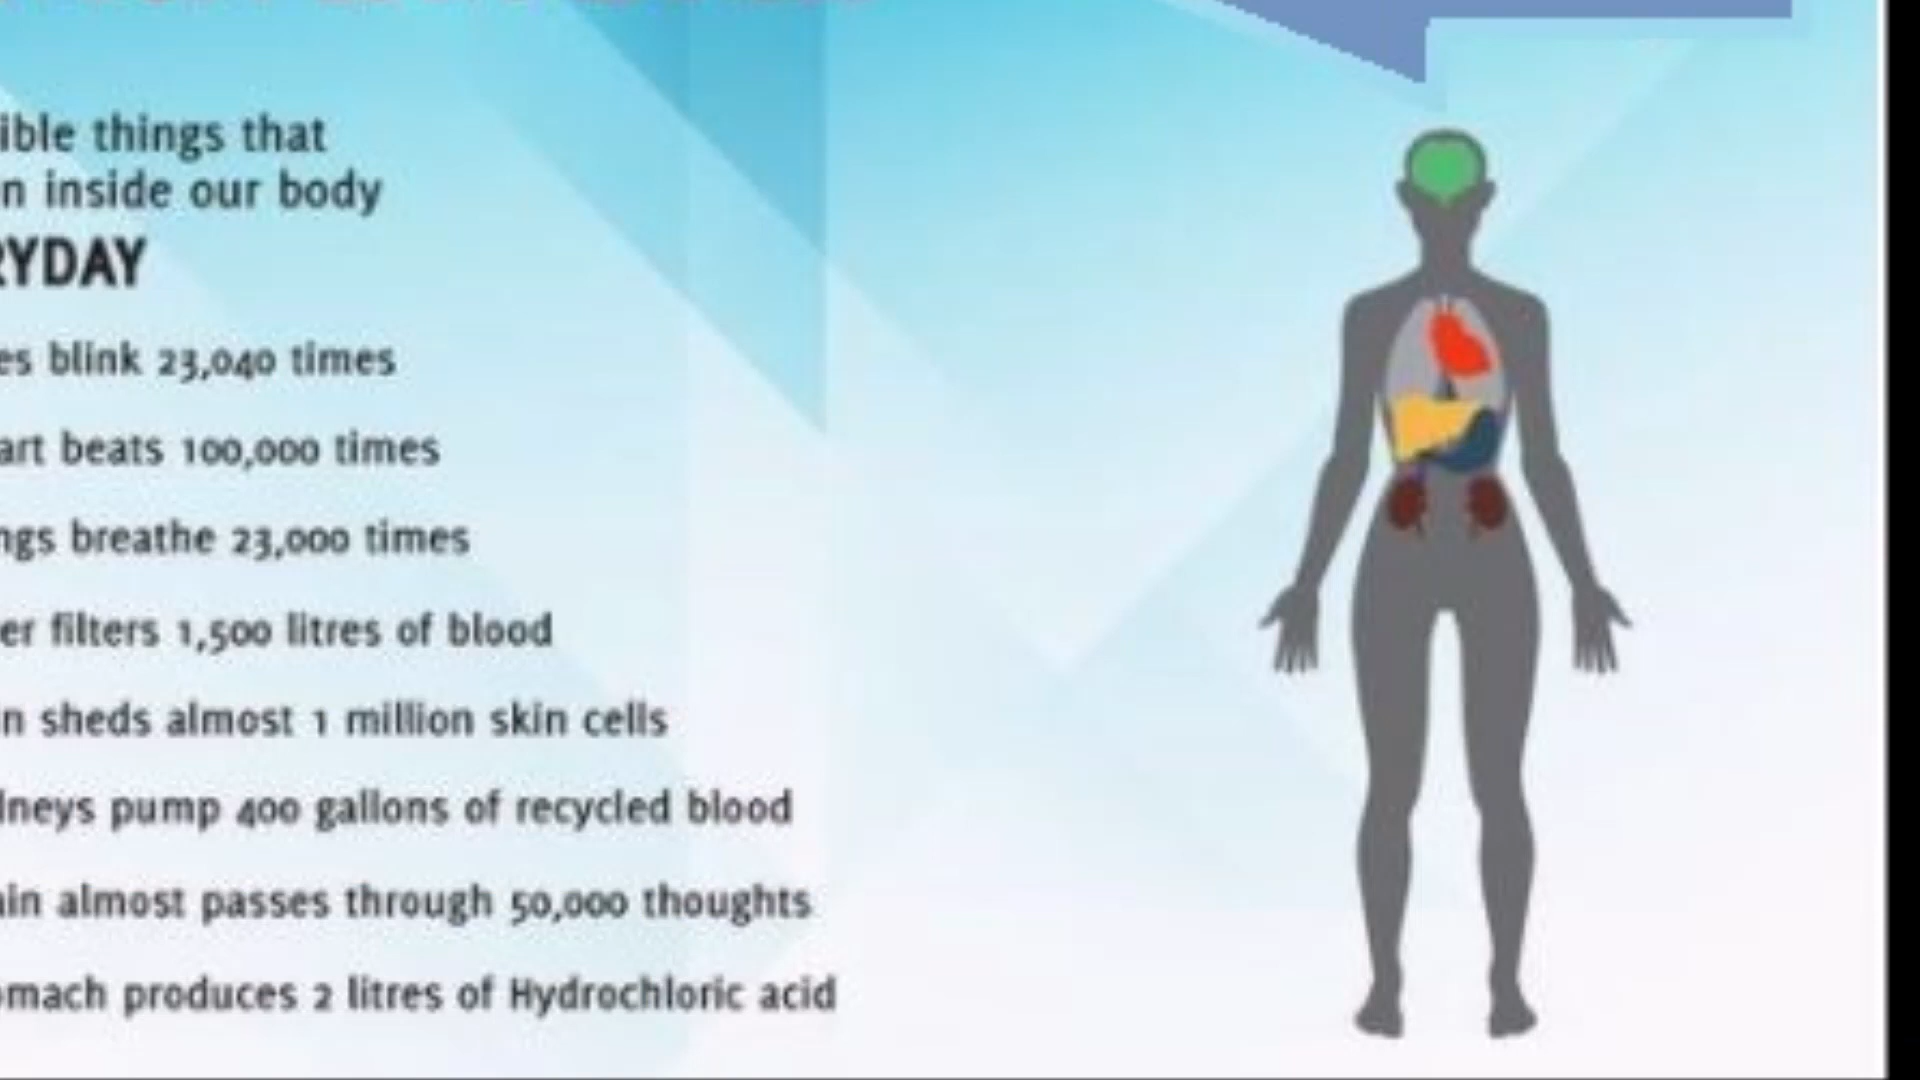 ible things that
n inside our body
RYDAY
es blink 23,040 times
art beats 100,000 times
ngs breathe 23,000 times
er filters 1,500 litres of blood
n sheds almost 1 million skin cells
dneys pump 400 gallons of recycled blood
ain almost passes through 50,000 thoughts
omach produces 2 litres of Hydrochloric acid